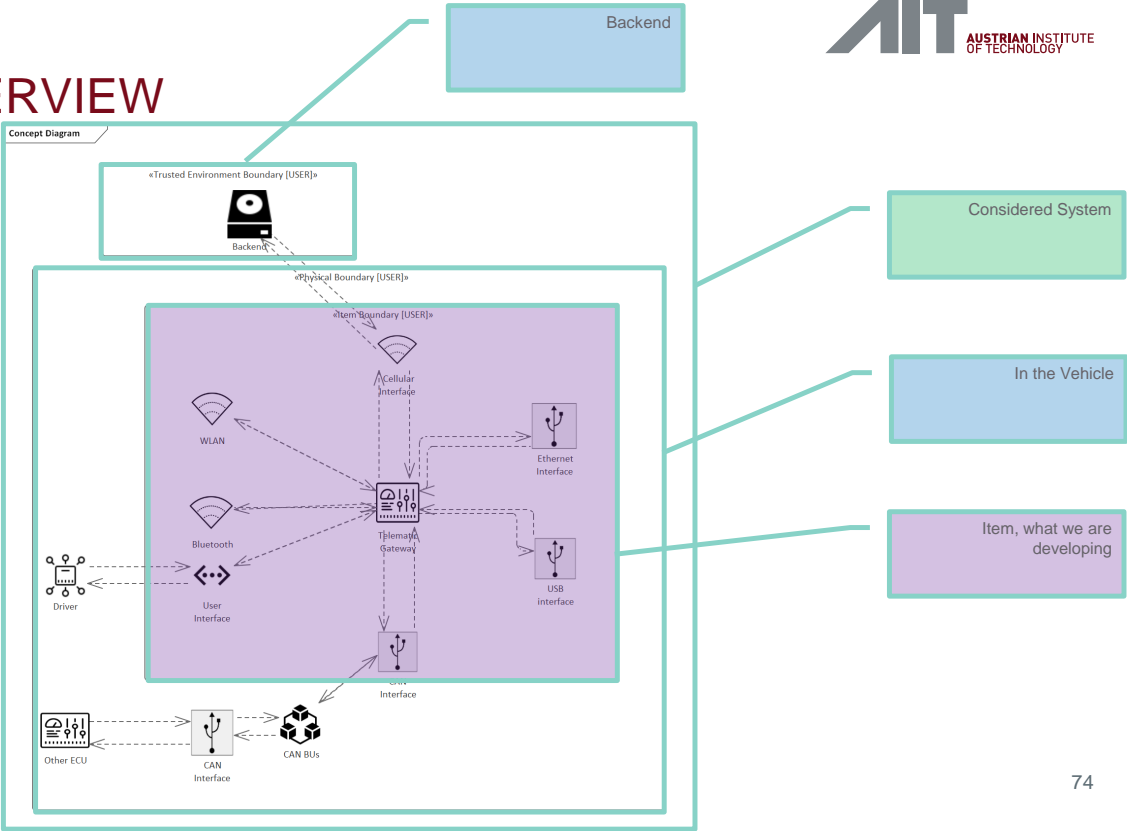 Backend
AUSTRIAN INSTITUTE
OF TECHNOLOGY
ERVIEW
Concept Diagram
«Trusted Environment Boundary [USER]»
Backend
Considered System
«Physical Boundary [USER]»
«Item Boundary [USER]»
Cellular
Interface
In the Vehicle
WLAN
Ethernet
Interface
Item, what we are
developing
Telematic
Gateway
Bluetooth
USB
interface
Driver
User
Interface
CAN
Interface
Other ECU
CAN
Interface
CAN BUs
74